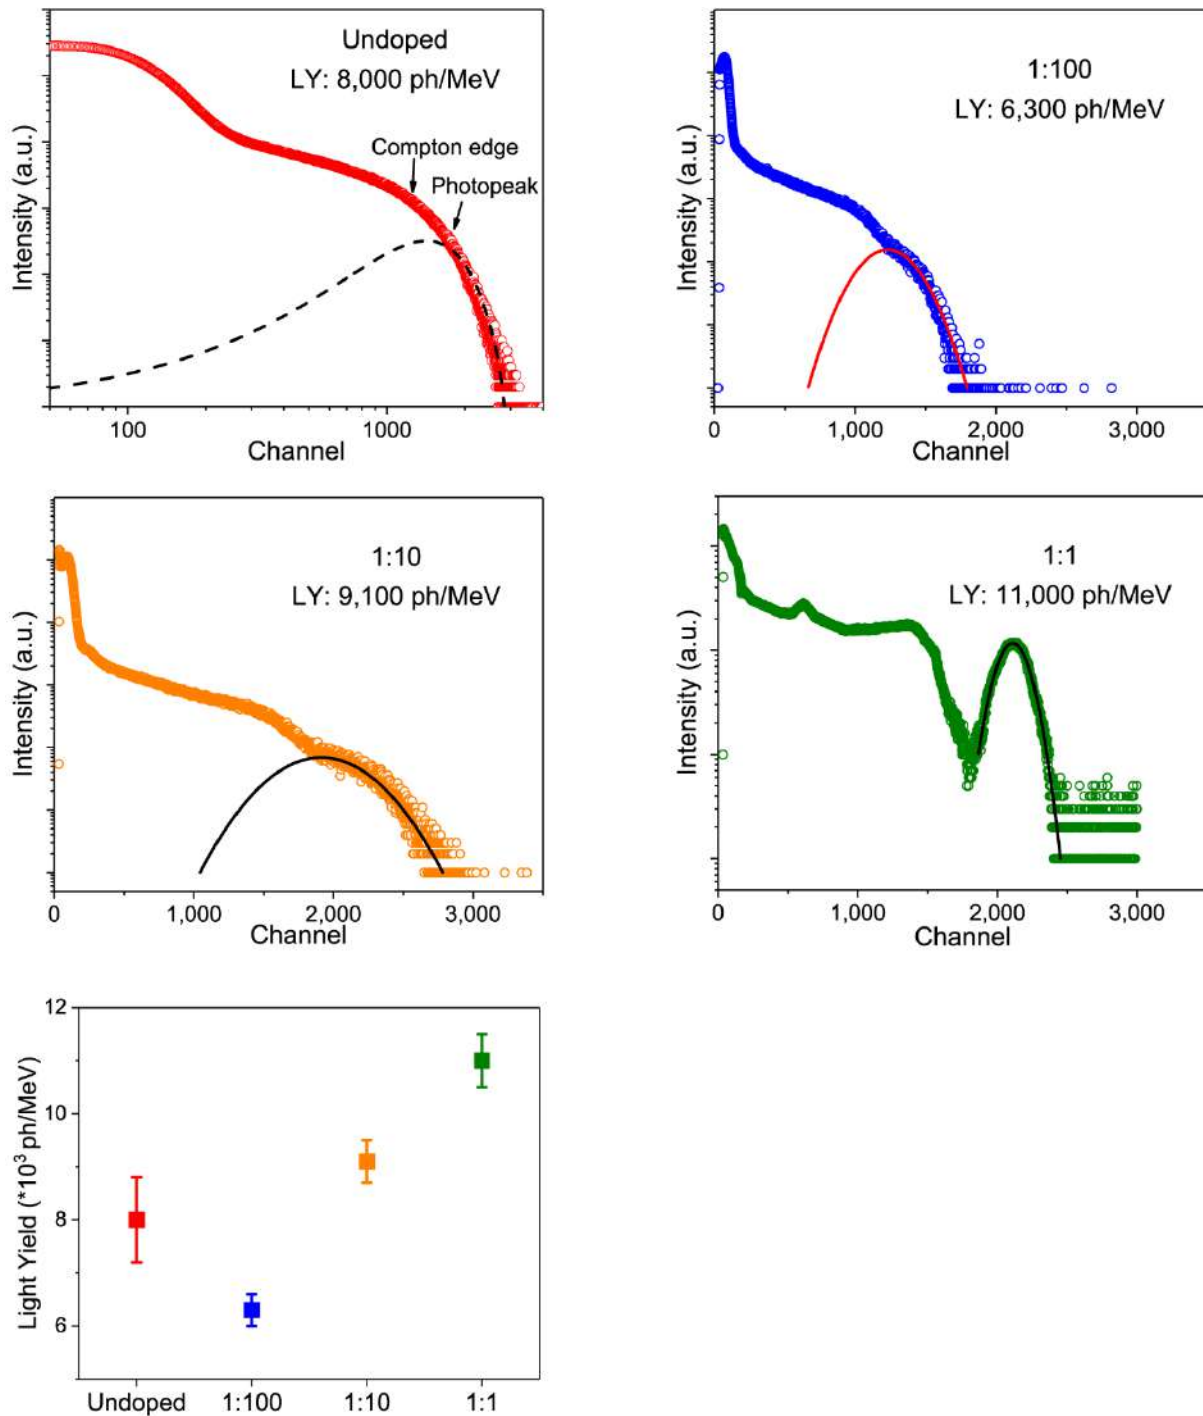 Undoped
LY: 8,000 ph/MeV
Compton edge
Photopeak
Intensity (a.u.)
100
1000
Channel
1:100
LY: 6,300 ph/MeV
Intensity (a.u.)
0
1,000
2,000
3,000
Channel
1:10
LY: 9,100 ph/MeV
Intensity (a.u.)
0
1,000
2,000
3,000
Channel
1:1
LY: 11,000 ph/MeV
Intensity (a.u.)
0
1,000
2,000
3,000
Channel
Light Yield (*10³ ph/MeV)
12
10
8
6
Undoped
1:100
1:10
1:1